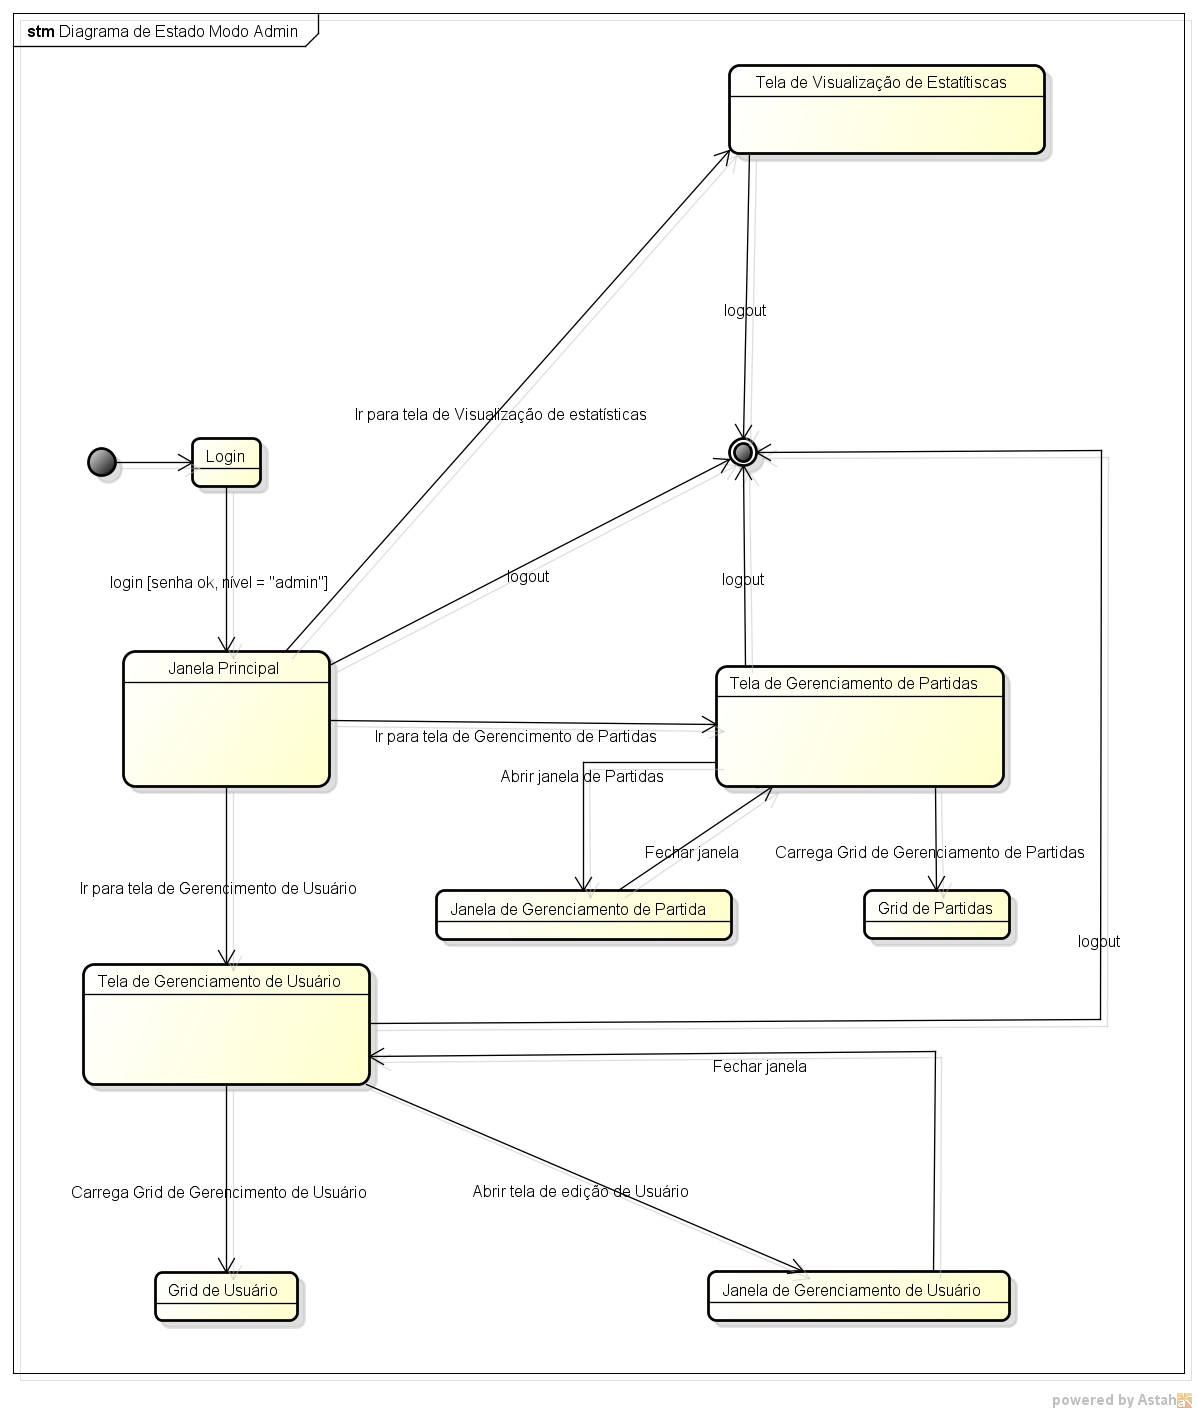 stm Diagrama de Estado Modo Admin
Tela de Visualização de Estatítiscas
logout
Ir para tela de Visualização de estatísticas
Login
login [senha ok, nível = "admin"]
logout
logout
Janela Principal
Tela de Gerenciamento de Partidas
Ir para tela de Gerencimento de Partidas
Abrir janela de Partidas
Fechar janela
Carrega Grid de Gerenciamento de Partidas
Ir para tela de Gerencimento de Usuário
Janela de Gerenciamento de Partida
Grid de Partidas
logout
Tela de Gerenciamento de Usuário
Fechar janela
Carrega Grid de Gerencimento de Usuário
Abrir tela de edição de Usuário
Grid de Usuário
Janela de Gerenciamento de Usuário
powered by Astah